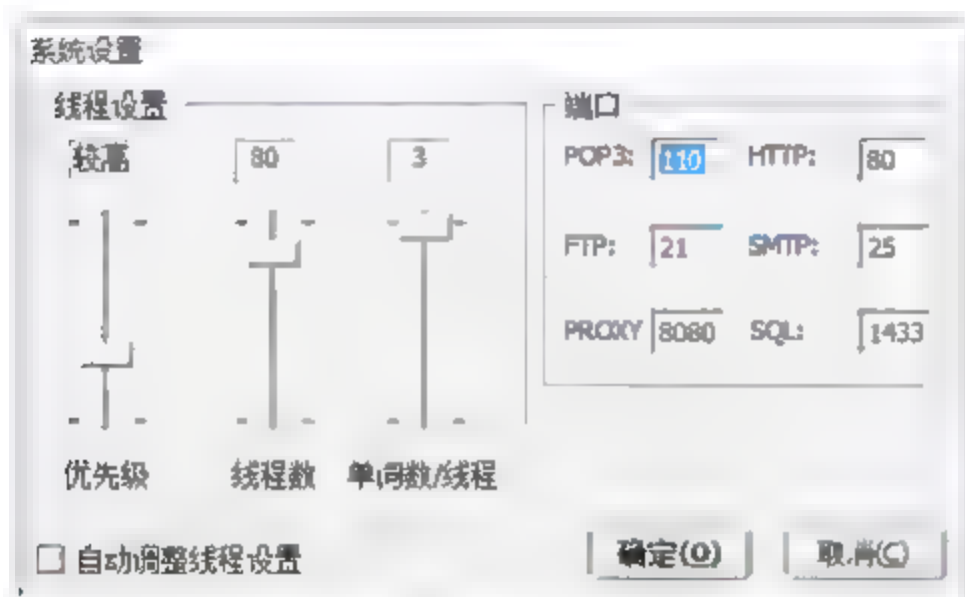 系统设置
线程设置
较高 80 3
优先级 线程数 单词数/线程
端口
POP3: 110 HTTP: 80
FTP: 21 SMTP: 25
PROXY 8080 SQL: 1433
自动调整线程设置
确定(O) 取消(C)